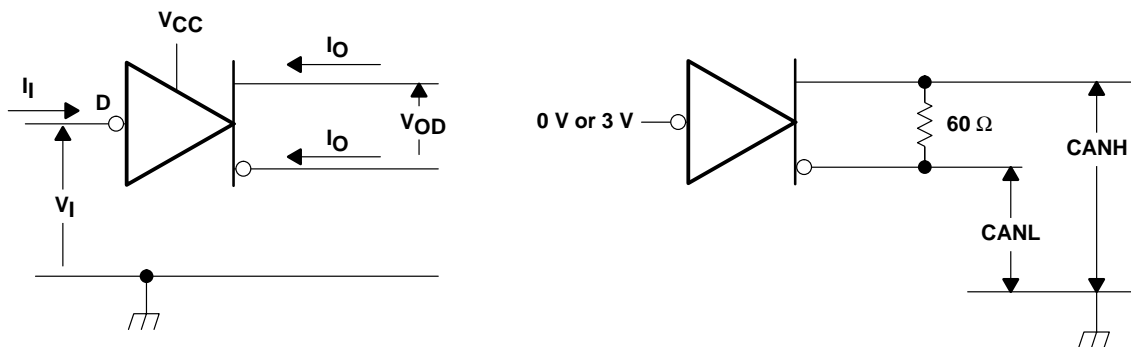 VCC
IO
II
D
VOD
IO
VI
0 V or 3 V
60 Ω
CANH
CANL